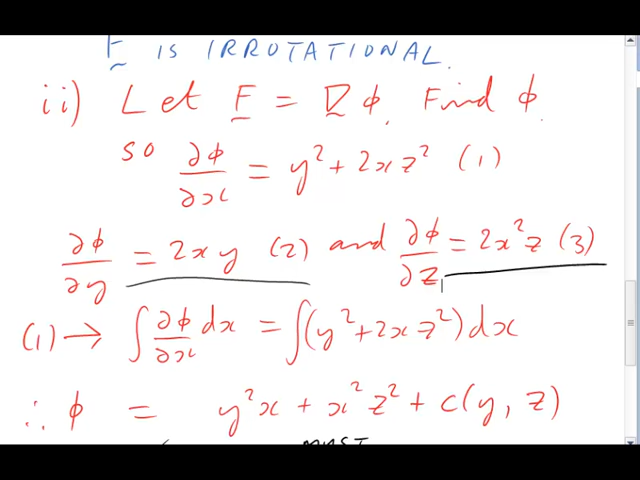 F IS IRROTATIONAL.
ii) Let F = ∇φ. Find φ.
so ∂φ/∂x = y² + 2xz² (1)
∂φ/∂y = 2xy (2) and ∂φ/∂z = 2x²z (3)
(1) → ∫ ∂φ/∂x dx = ∫(y² + 2xz²)dx
∴ φ = y²x + x²z² + c(y, z)
MUST